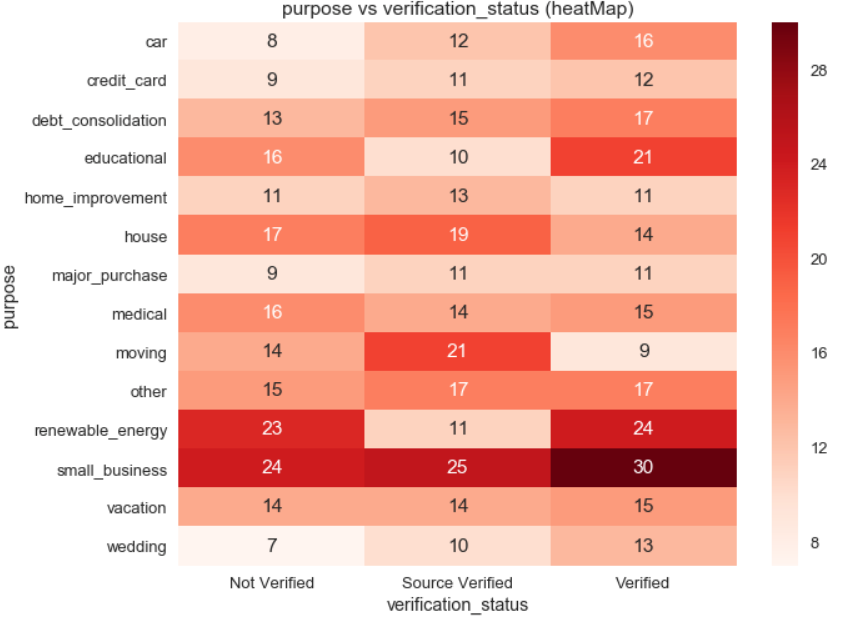 purpose vs verification_status (heatMap)
car 8 12 16
credit_card 9 11 12
debt_consolidation 13 15 17
educational 16 10 21
home_improvement 11 13 11
house 17 19 14
major_purchase 9 11 11
medical 16 14 15
moving 14 21 9
other 15 17 17
renewable_energy 23 11 24
small_business 24 25 30
vacation 14 14 15
wedding 7 10 13
Not Verified Source Verified Verified
verification_status
purpose
28
24
20
16
12
8